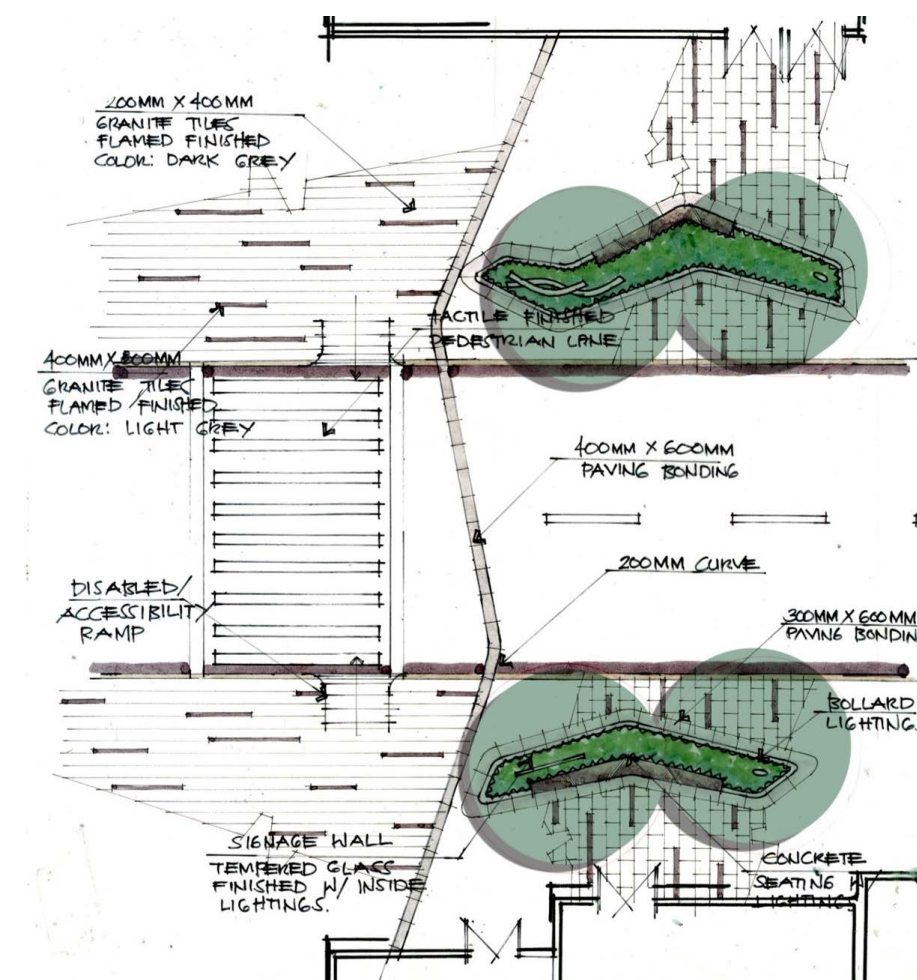 200MM X 400MM
GRANITE TILES
FLAMED FINISHED
COLOR: DARK GREY
TACTILE FINISHED
PEDESTRIAN LANE.
400MM X 800MM
GRANITE TILES
FLAMED FINISHED
COLOR: LIGHT GREY
400MM X 600MM
PAVING BONDING
200MM CURVE
DISABLED/
ACCESSIBILITY
RAMP
300MM X 600MM
PAVING BONDIN
BOLLARD
LIGHTING.
SIGNAGE WALL
TEMPERED GLASS
FINISHED W/ INSIDE
LIGHTINGS.
CONCRETE
SEATING W/
LIGHTING